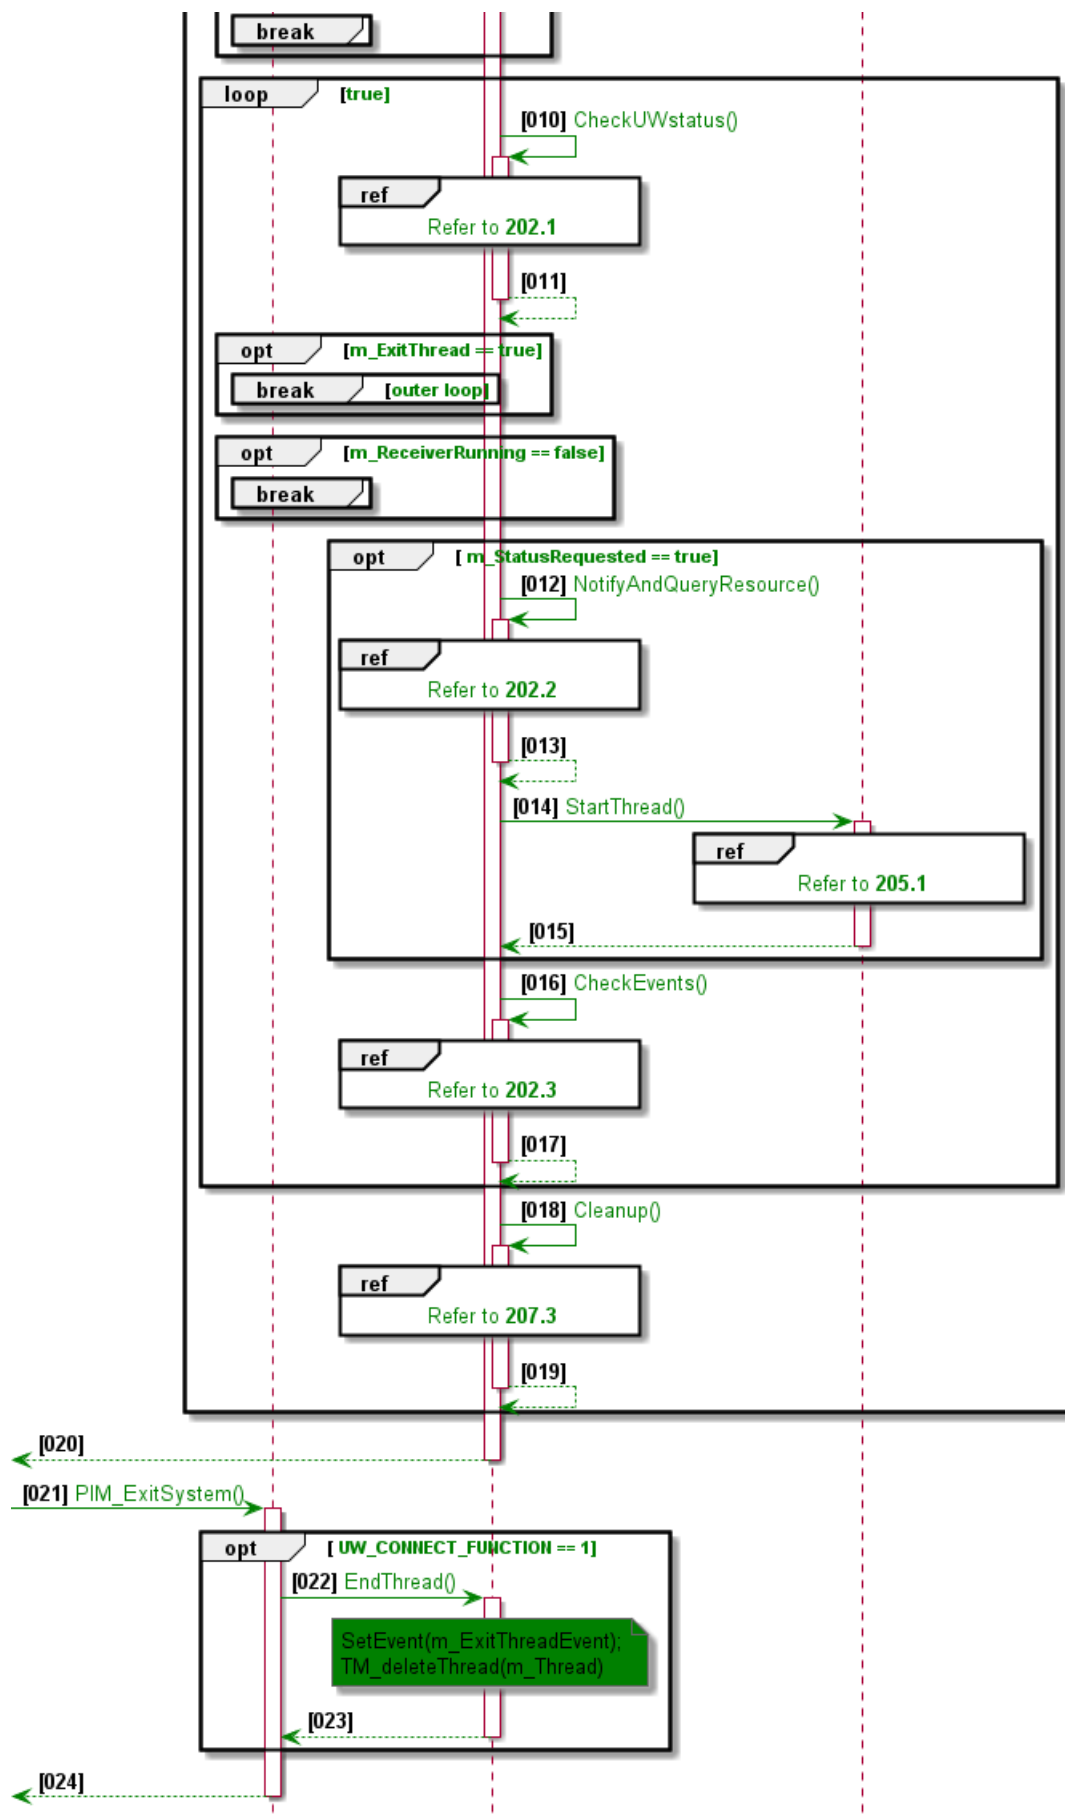 break
loop [true]
[010] CheckUWstatus()
ref
Refer to 202.1
[011]
opt [m_ExitThread == true]
break [outer loop]
opt [m_ReceiverRunning == false]
break
opt [ m_StatusRequested == true]
[012] NotifyAndQueryResource()
ref
Refer to 202.2
[013]
[014] StartThread()
ref
Refer to 205.1
[015]
[016] CheckEvents()
ref
Refer to 202.3
[017]
[018] Cleanup()
ref
Refer to 207.3
[019]
[020]
[021] PIM_ExitSystem()
opt [ UW_CONNECT_FUNCTION == 1]
[022] EndThread()
SetEvent(m_ExitThreadEvent);
TM_deleteThread(m_Thread)
[023]
[024]